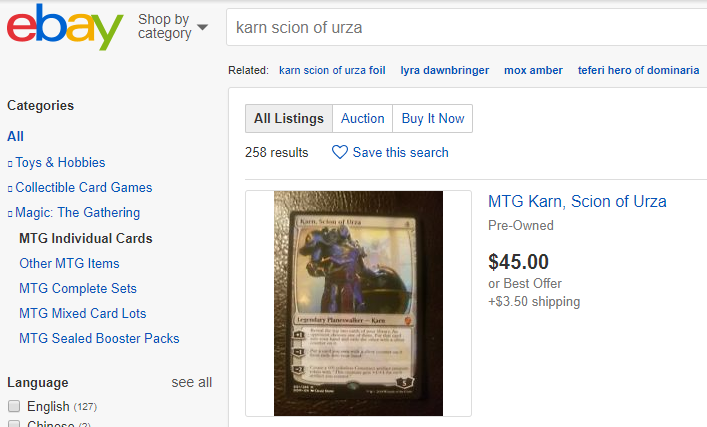 ebay
Shop by
category
karn scion of urza
Related: karn scion of urza foil lyra dawnbringer mox amber teferi hero of dominaria
Categories
All
Toys & Hobbies
Collectible Card Games
Magic: The Gathering
MTG Individual Cards
Other MTG Items
MTG Complete Sets
MTG Mixed Card Lots
MTG Sealed Booster Packs
Language see all
English (127)
Chinese (2)
All Listings Auction Buy It Now
258 results Save this search
Karn, Scion of Urza 4
Legendary Planeswalker — Karn
+1
-1
-2
5
MTG Karn, Scion of Urza
Pre-Owned
$45.00
or Best Offer
+$3.50 shipping